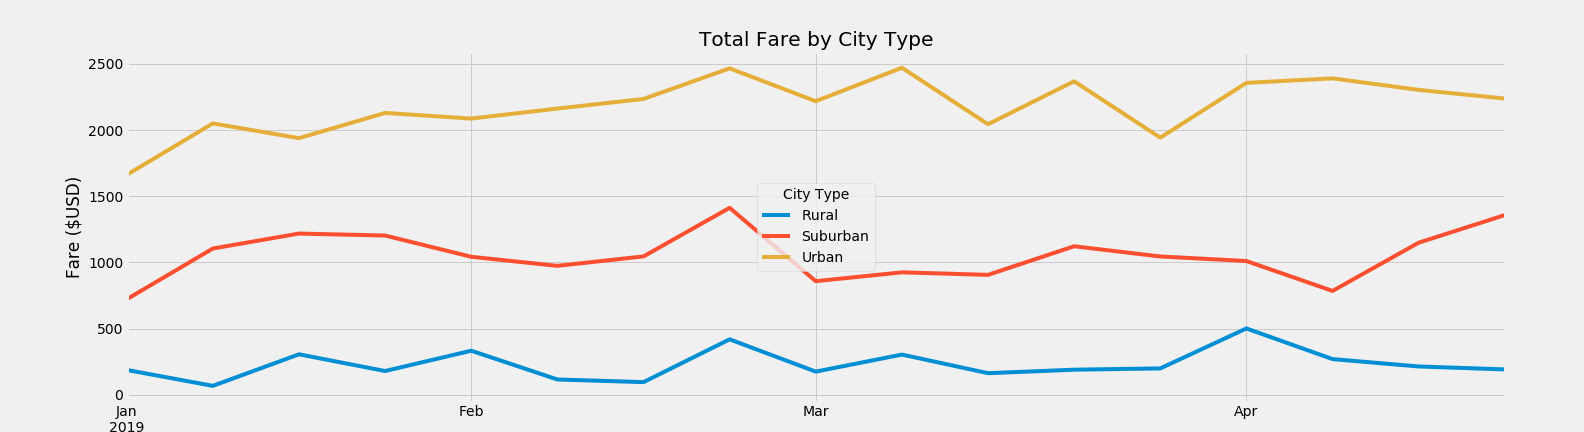 Total Fare by City Type
Fare ($USD)
2500
2000
1500
1000
500
0
City Type
Rural
Suburban
Urban
Jan
2019
Feb
Mar
Apr